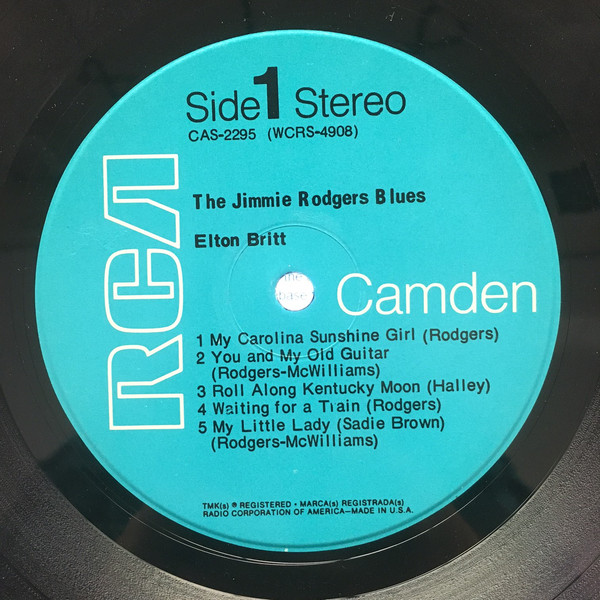 Side 1 Stereo
CAS-2295 (WCRS-4908)
RCA
The Jimmie Rodgers Blues
Elton Britt
the
base
Camden
1 My Carolina Sunshine Girl (Rodgers)
2 You and My Old Guitar
(Rodgers-McWilliams)
3 Roll Along Kentucky Moon (Halley)
4 Waiting for a Train (Rodgers)
5 My Little Lady (Sadie Brown)
(Rodgers-McWilliams)
TMK(s) ® REGISTERED • MARCA(s) REGISTRADA(s)
RADIO CORPORATION OF AMERICA—MADE IN U.S.A.